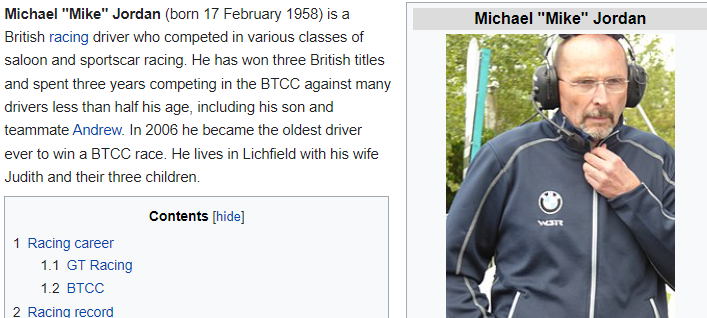 Michael "Mike" Jordan (born 17 February 1958) is a
British racing driver who competed in various classes of
saloon and sportscar racing. He has won three British titles
and spent three years competing in the BTCC against many
drivers less than half his age, including his son and
teammate Andrew. In 2006 he became the oldest driver
ever to win a BTCC race. He lives in Lichfield with his wife
Judith and their three children.
Contents [hide]
1 Racing career
1.1 GT Racing
1.2 BTCC
2 Racing record
Michael "Mike" Jordan
WSR